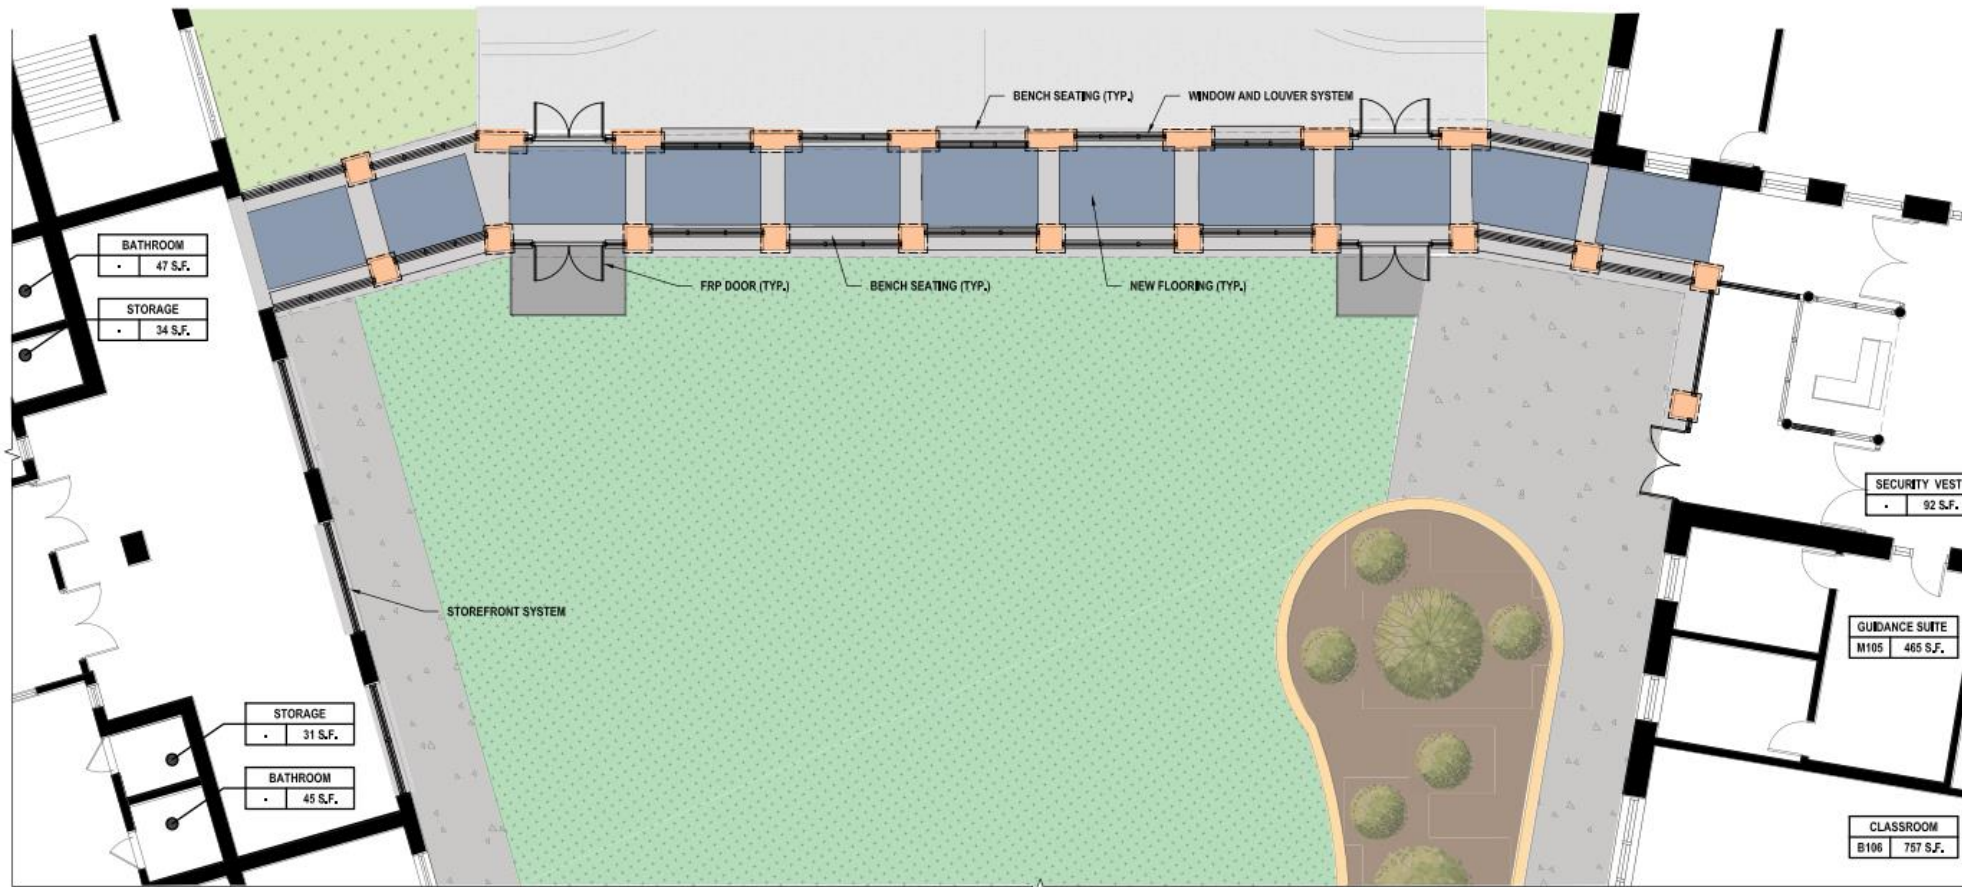 BENCH SEATING (TYP.)
WINDOW AND LOUVER SYSTEM
BATHROOM
· 47 S.F.
STORAGE
· 34 S.F.
FRP DOOR (TYP.)
BENCH SEATING (TYP.)
NEW FLOORING (TYP.)
SECURITY VEST
· 92 S.F.
STOREFRONT SYSTEM
GUIDANCE SUITE
M105 465 S.F.
STORAGE
· 31 S.F.
BATHROOM
· 45 S.F.
CLASSROOM
B106 757 S.F.